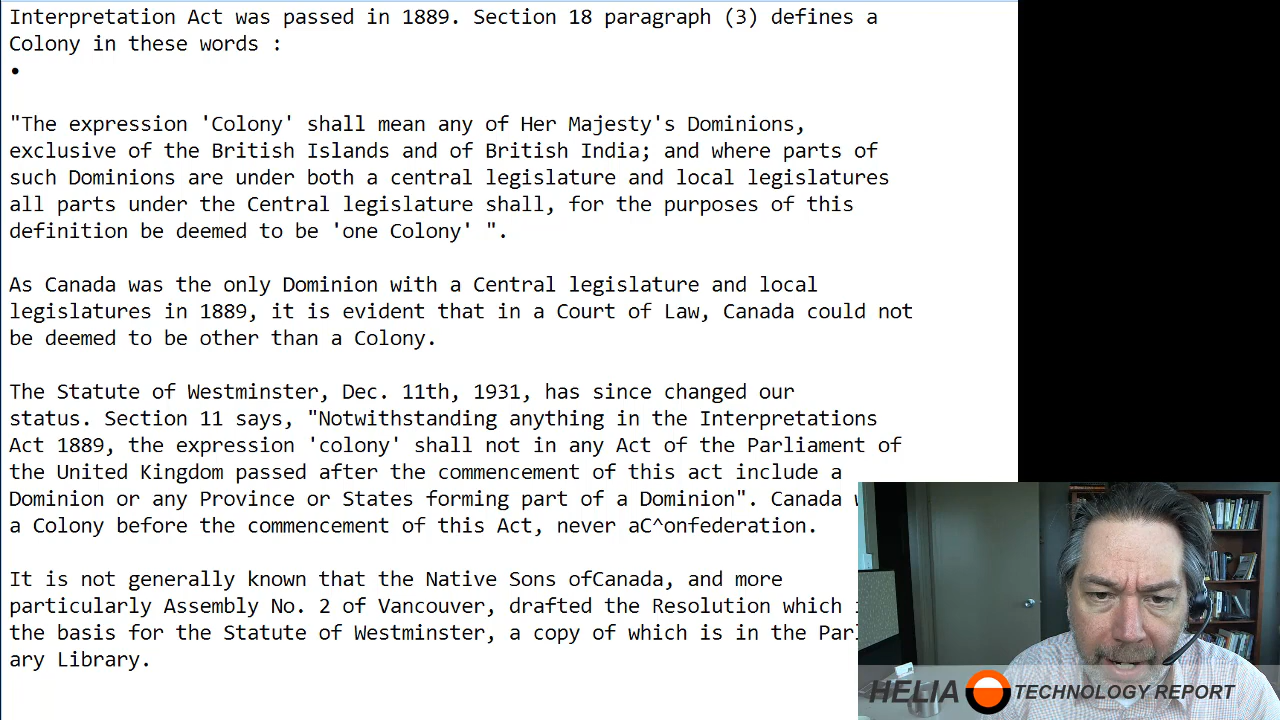 Interpretation Act was passed in 1889. Section 18 paragraph (3) defines a
Colony in these words :
•
"The expression 'Colony' shall mean any of Her Majesty's Dominions,
exclusive of the British Islands and of British India; and where parts of
such Dominions are under both a central legislature and local legislatures
all parts under the Central legislature shall, for the purposes of this
definition be deemed to be 'one Colony' ".
As Canada was the only Dominion with a Central legislature and local
legislatures in 1889, it is evident that in a Court of Law, Canada could not
be deemed to be other than a Colony.
The Statute of Westminster, Dec. 11th, 1931, has since changed our
status. Section 11 says, "Notwithstanding anything in the Interpretations
Act 1889, the expression 'colony' shall not in any Act of the Parliament of
the United Kingdom passed after the commencement of this act include a
Dominion or any Province or States forming part of a Dominion". Canada
a Colony before the commencement of this Act, never aC^onfederation.
It is not generally known that the Native Sons ofCanada, and more
particularly Assembly No. 2 of Vancouver, drafted the Resolution which
the basis for the Statute of Westminster, a copy of which is in the
ary Library.
HELIA TECHNOLOGY REPORT